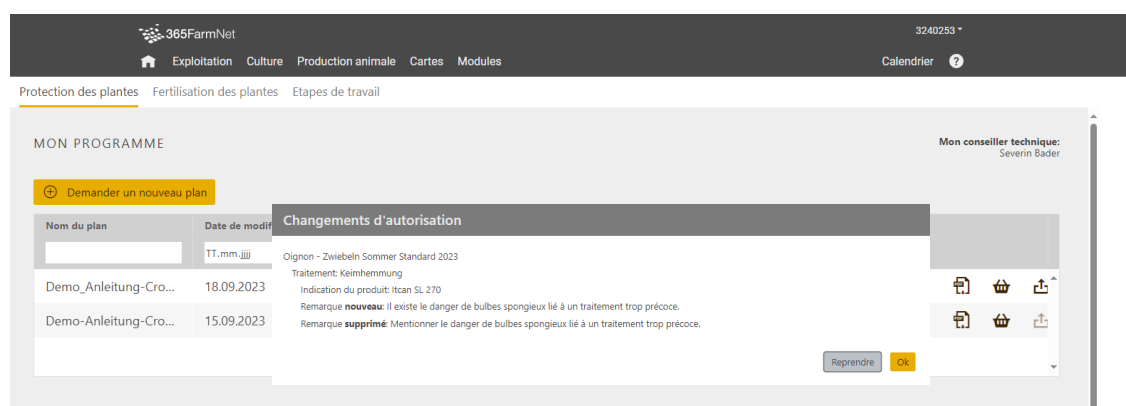 365FarmNet
3240253
Exploitation Culture Production animale Cartes Modules
Calendrier ?
Protection des plantes Fertilisation des plantes Etapes de travail
MON PROGRAMME
Mon conseiller technique:
Severin Bader
Demander un nouveau plan
Nom du plan Date de modif
Changements d'autorisation
TT.mm.jjjj
Oignon - Zwiebeln Sommer Standard 2023
Traitement: Keimhemmung
Indication du produit: Itcan SL 270
Remarque nouveau: Il existe le danger de bulbes spongieux lié à un traitement trop précoce.
Remarque supprimé: Mentionner le danger de bulbes spongieux lié à un traitement trop précoce.
Demo_Anleitung-Cro... 18.09.2023
Demo-Anleitung-Cro... 15.09.2023
Reprendre Ok